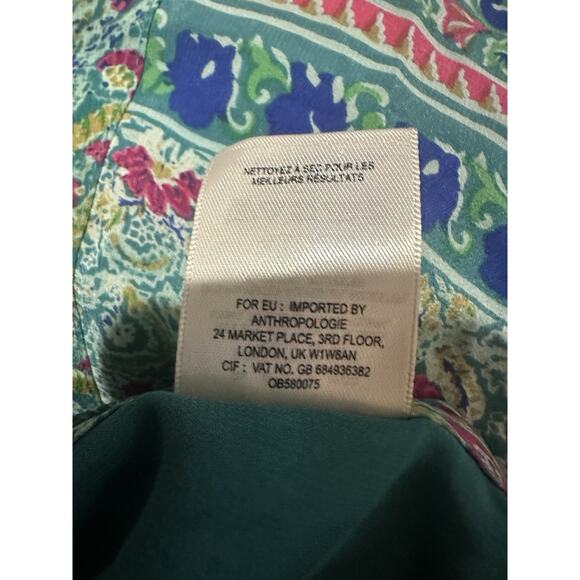 NETTOYEZ À SEC POUR LES
MEILLEURS RÉSULTATS
FOR EU : IMPORTED BY
ANTHROPOLOGIE
24 MARKET PLACE, 3RD FLOOR,
LONDON, UK W1W8AN
CIF : VAT NO. GB 684936382
OB580075